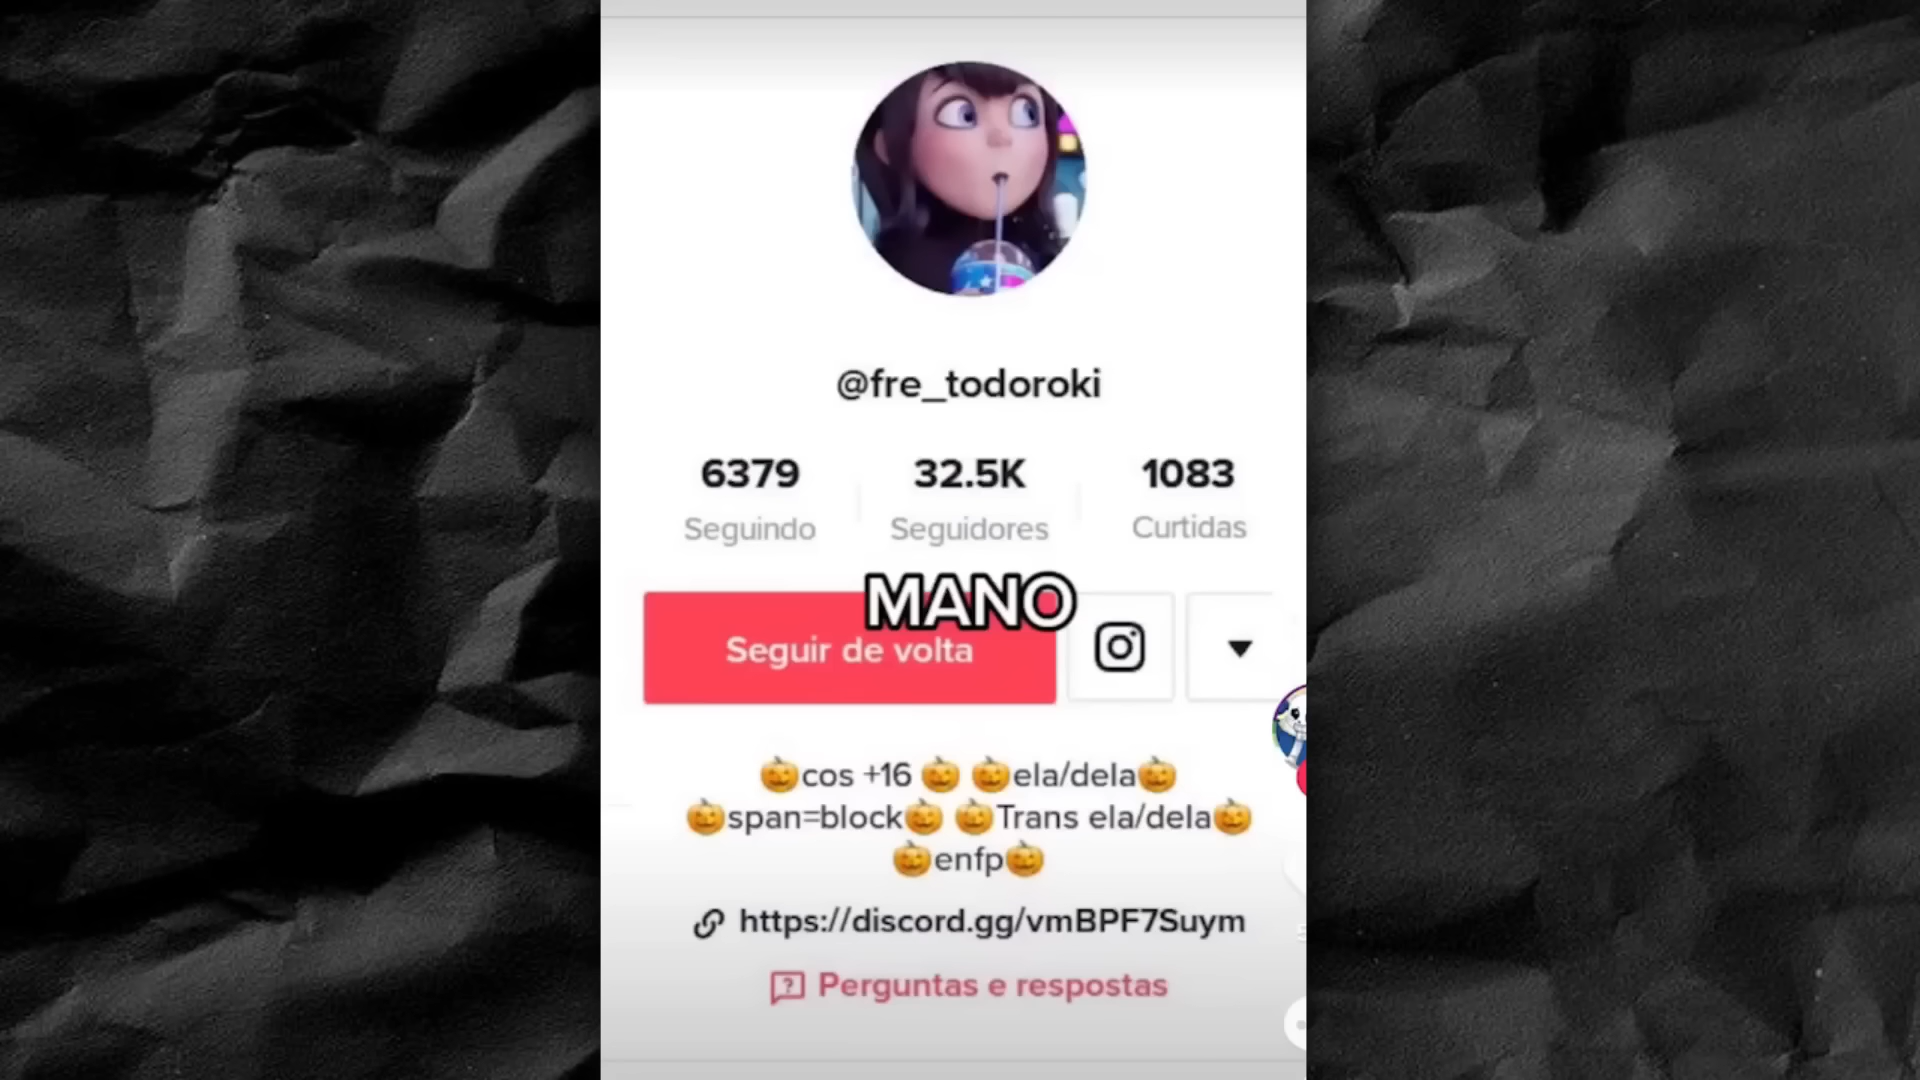 @fre_todoroki
6379 32.5K 1083
Seguindo Seguidores Curtidas
MANO
Seguir de volta
🎃cos +16 🎃 🎃ela/dela🎃
🎃span=block🎃 🎃Trans ela/dela🎃
🎃enfp🎃
https://discord.gg/vmBPF7Suym
Perguntas e respostas